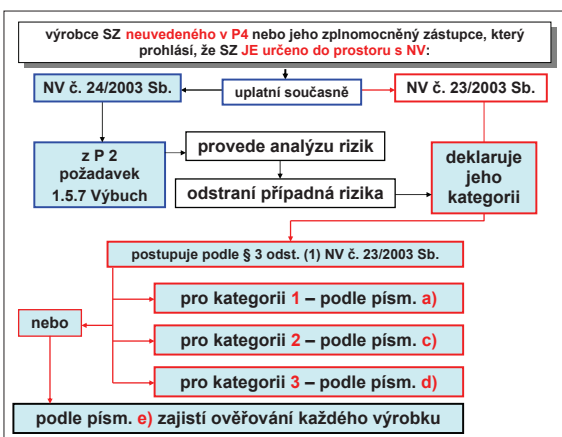 výrobce SZ neuvedeného v P4 nebo jeho zplnomocněný zástupce, který
prohlásí, že SZ JE určeno do prostoru s NV:
NV č. 24/2003 Sb.
uplatní současně
NV č. 23/2003 Sb.
z P 2
požadavek
1.5.7 Výbuch
provede analýzu rizik
odstraní případná rizika
deklaruje
jeho
kategorii
postupuje podle § 3 odst. (1) NV č. 23/2003 Sb.
pro kategorii 1 – podle písm. a)
nebo
pro kategorii 2 – podle písm. c)
pro kategorii 3 – podle písm. d)
podle písm. e) zajistí ověřování každého výrobku